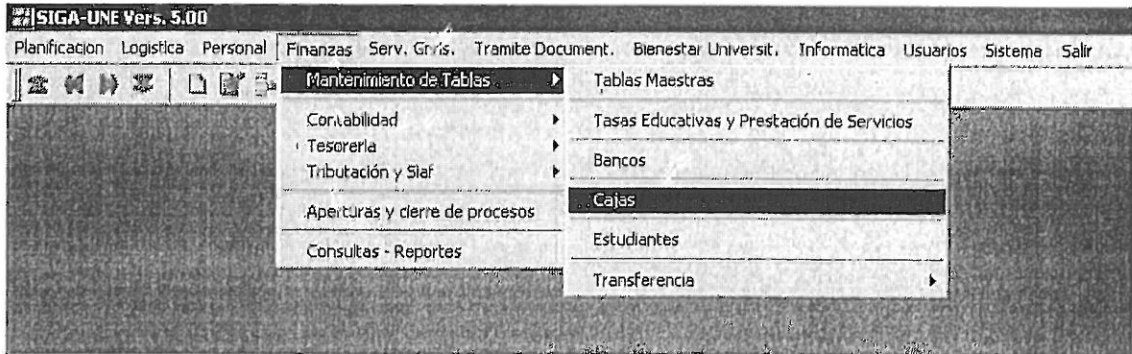 SIGA-UNE Vers. 5.00
Planificacion Logistica Personal Finanzas Serv. Grrls. Tramite Document. Bienestar Universit. Informatica Usuarios Sistema Salir
Mantenimiento de Tablas
Contabilidad
Tesoreria
Tributación y Siaf
Aperturas y cierre de procesos
Consultas - Reportes
Tablas Maestras
Tasas Educativas y Prestación de Servicios
Bancos
Cajas
Estudiantes
Transferencia